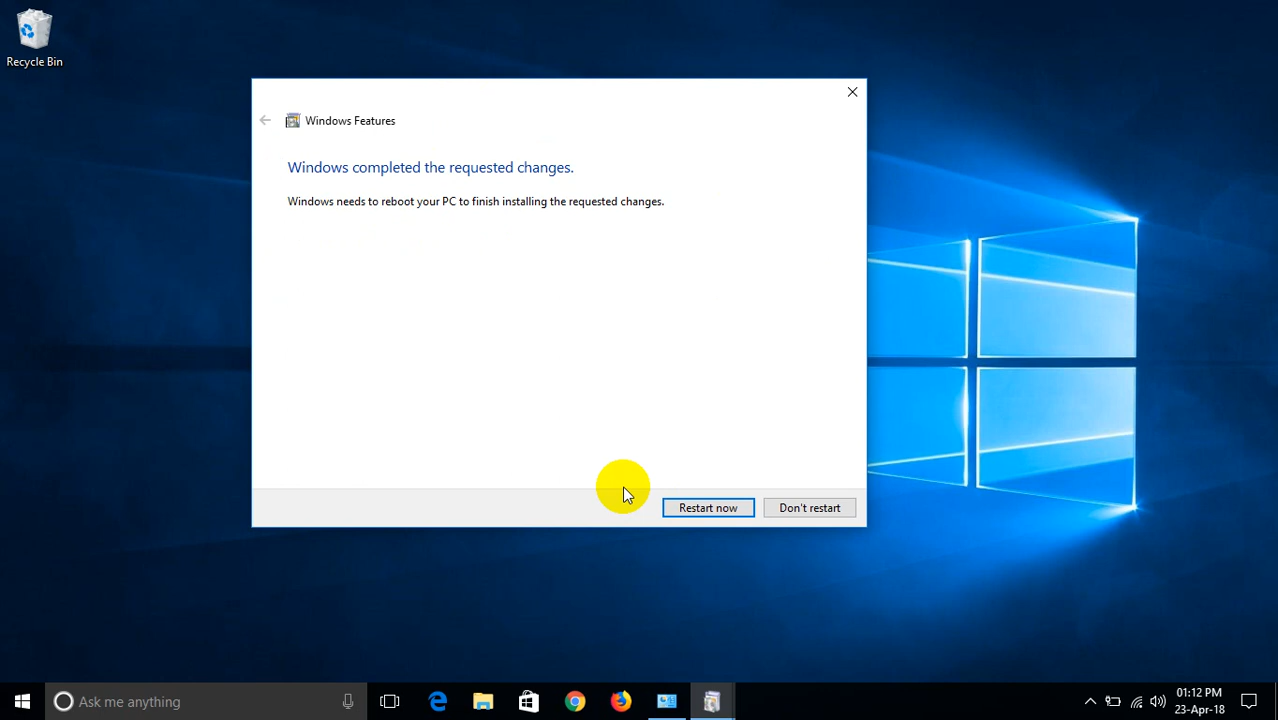 Recycle Bin
Windows Features
Windows completed the requested changes.
Windows needs to reboot your PC to finish installing the requested changes.
Restart now
Don't restart
Ask me anything
01:12 PM
23-Apr-18